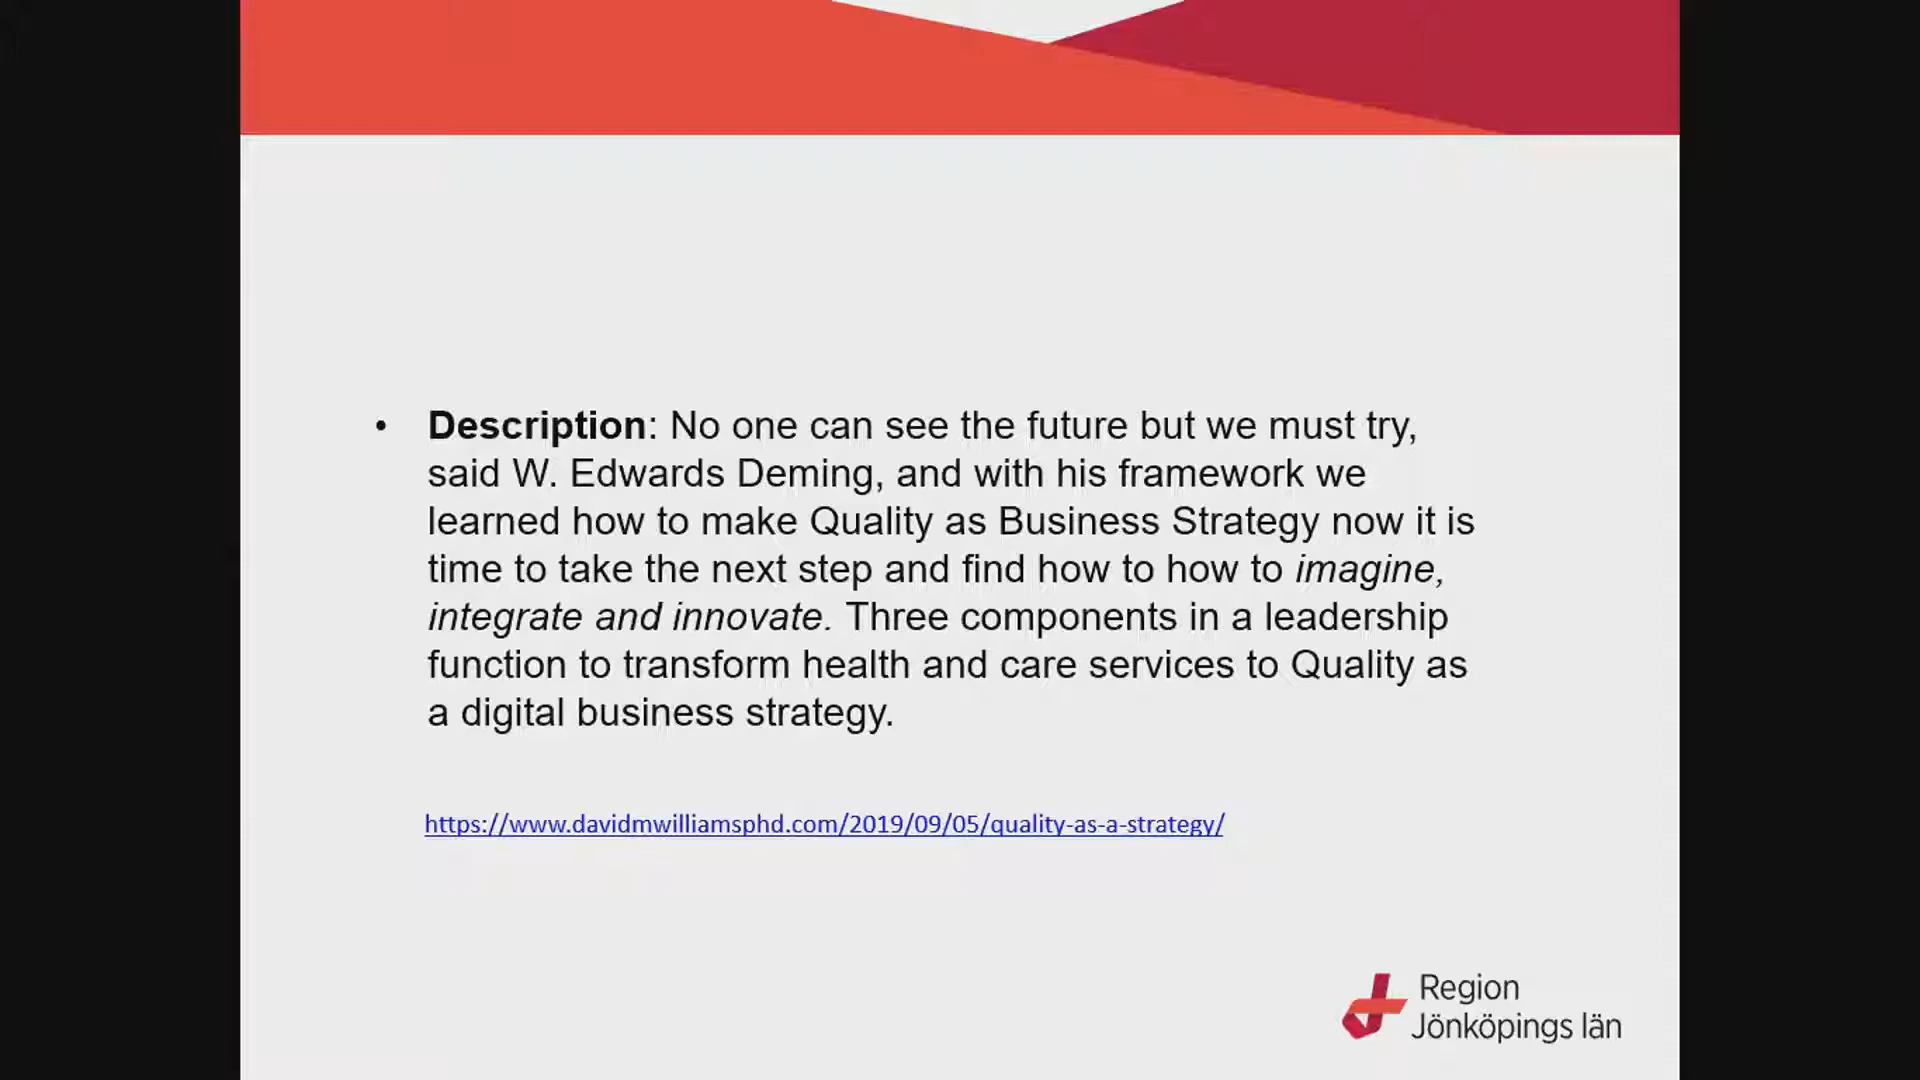 • Description: No one can see the future but we must try,
said W. Edwards Deming, and with his framework we
learned how to make Quality as Business Strategy now it is
time to take the next step and find how to how to imagine,
integrate and innovate. Three components in a leadership
function to transform health and care services to Quality as
a digital business strategy.
https://www.davidmwilliamsphd.com/2019/09/05/quality-as-a-strategy/
Region
Jönköpings län